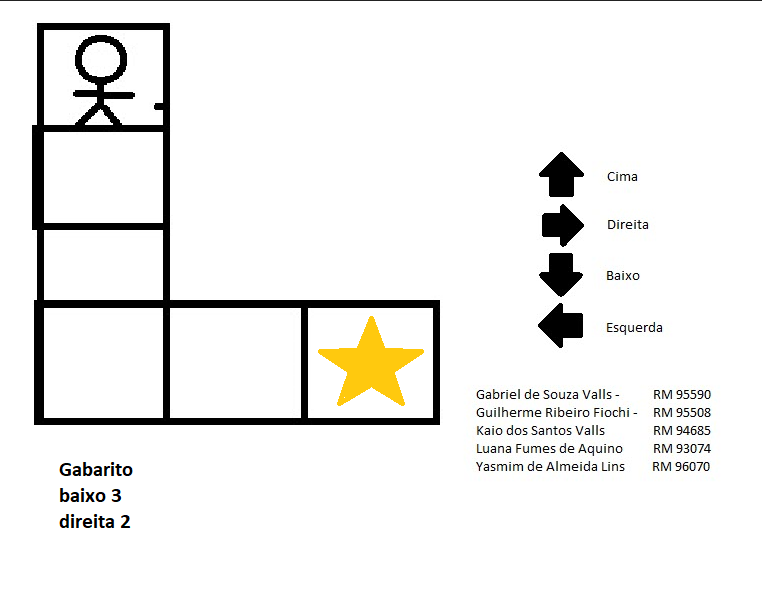 Cima
Direita
Baixo
Esquerda
Gabriel de Souza Valls - RM 95590
Guilherme Ribeiro Fiochi - RM 95508
Kaio dos Santos Valls RM 94685
Luana Fumes de Aquino RM 93074
Yasmim de Almeida Lins RM 96070
Gabarito
baixo 3
direita 2